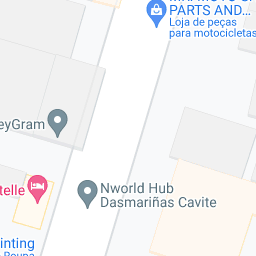 PARTS AND...
Loja de peças
para motocicletas
eyGram
Nworld Hub
Dasmariñas Cavite
telle
inting